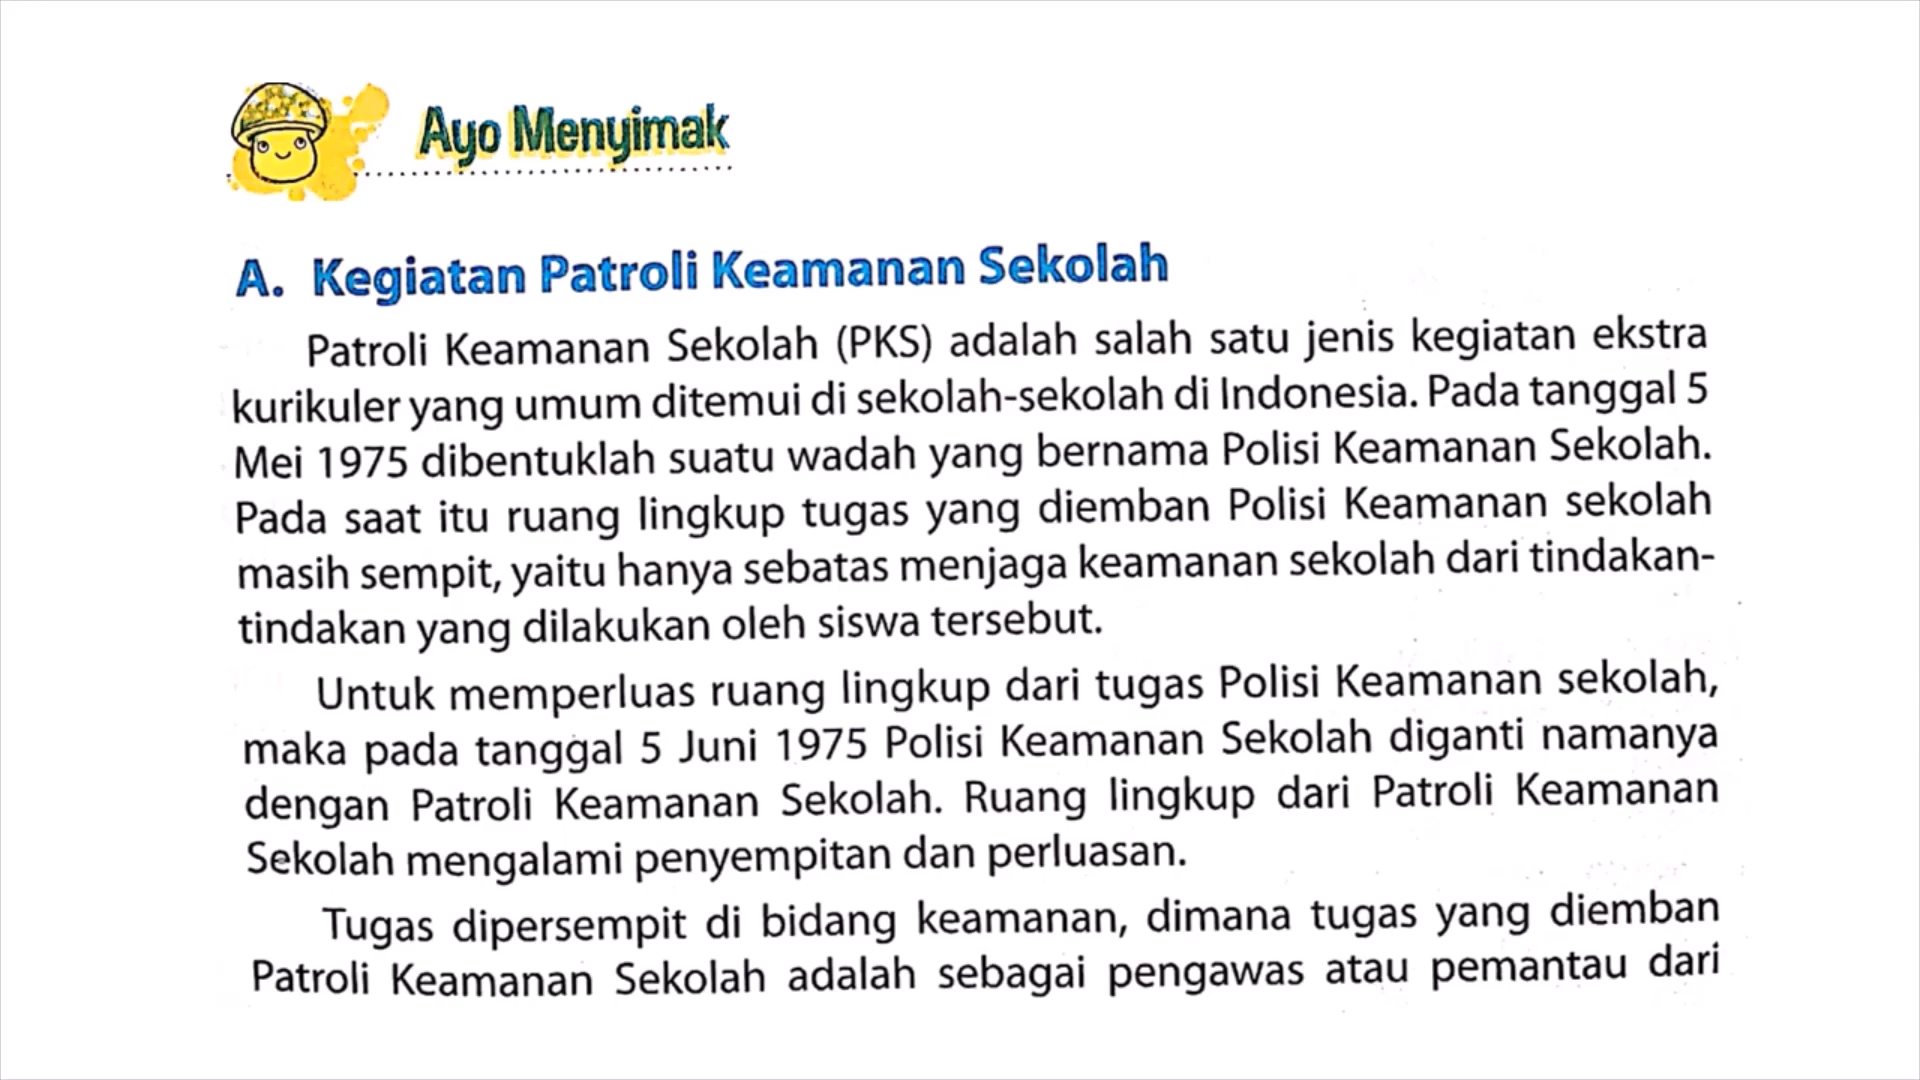 Ayo Menyimak
A. Kegiatan Patroli Keamanan Sekolah
Patroli Keamanan Sekolah (PKS) adalah salah satu jenis kegiatan ekstra
kurikuler yang umum ditemui di sekolah-sekolah di Indonesia. Pada tanggal 5
Mei 1975 dibentuklah suatu wadah yang bernama Polisi Keamanan Sekolah.
Pada saat itu ruang lingkup tugas yang diemban Polisi Keamanan sekolah
masih sempit, yaitu hanya sebatas menjaga keamanan sekolah dari tindakan-
tindakan yang dilakukan oleh siswa tersebut.
Untuk memperluas ruang lingkup dari tugas Polisi Keamanan sekolah,
maka pada tanggal 5 Juni 1975 Polisi Keamanan Sekolah diganti namanya
dengan Patroli Keamanan Sekolah. Ruang lingkup dari Patroli Keamanan
Sekolah mengalami penyempitan dan perluasan.
Tugas dipersempit di bidang keamanan, dimana tugas yang diemban
Patroli Keamanan Sekolah adalah sebagai pengawas atau pemantau dari